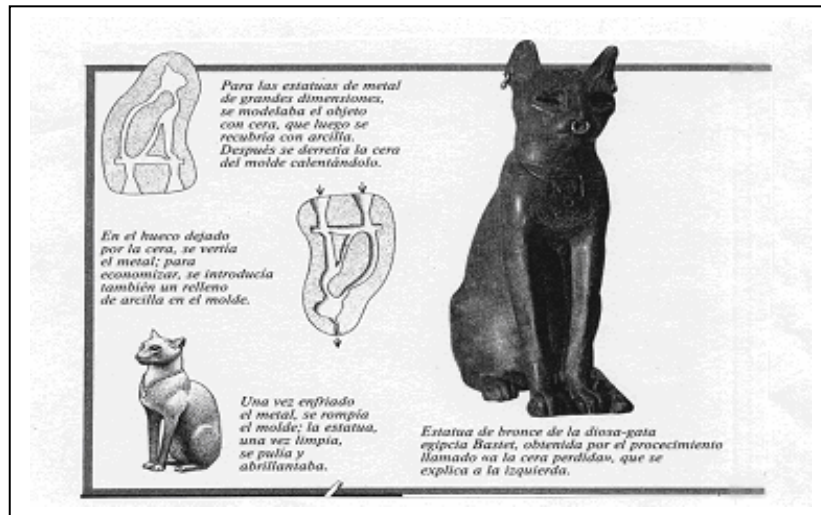 Para las estatuas de metal
de grandes dimensiones,
se modelaba el objeto
con cera, que luego se
recubría con arcilla.
Después se derretía la cera
del molde calentándolo.
En el hueco dejado
por la cera, se vertía
el metal; para
economizar, se introducía
también un relleno
de arcilla en el molde.
Una vez enfriado
el metal, se rompía
el molde; la estatua,
una vez limpia,
se pulía y
abrillantaba.
Estatua de bronce de la diosa-gata
egipcia Bastet, obtenida por el procecimiento
llamado «a la cera perdida», que se
explica a la izquierda.